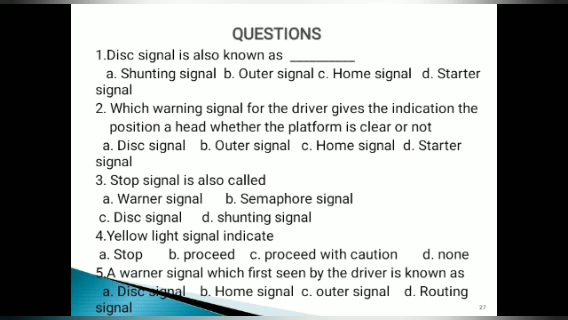 QUESTIONS
1.Disc signal is also known as __________
a. Shunting signal b. Outer signal c. Home signal d. Starter
signal
2. Which warning signal for the driver gives the indication the
position a head whether the platform is clear or not
a. Disc signal b. Outer signal c. Home signal d. Starter
signal
3. Stop signal is also called
a. Warner signal b. Semaphore signal
c. Disc signal d. shunting signal
4.Yellow light signal indicate
a. Stop b. proceed c. proceed with caution d. none
5.A warner signal which first seen by the driver is known as
a. Disc signal b. Home signal c. outer signal d. Routing
signal
27